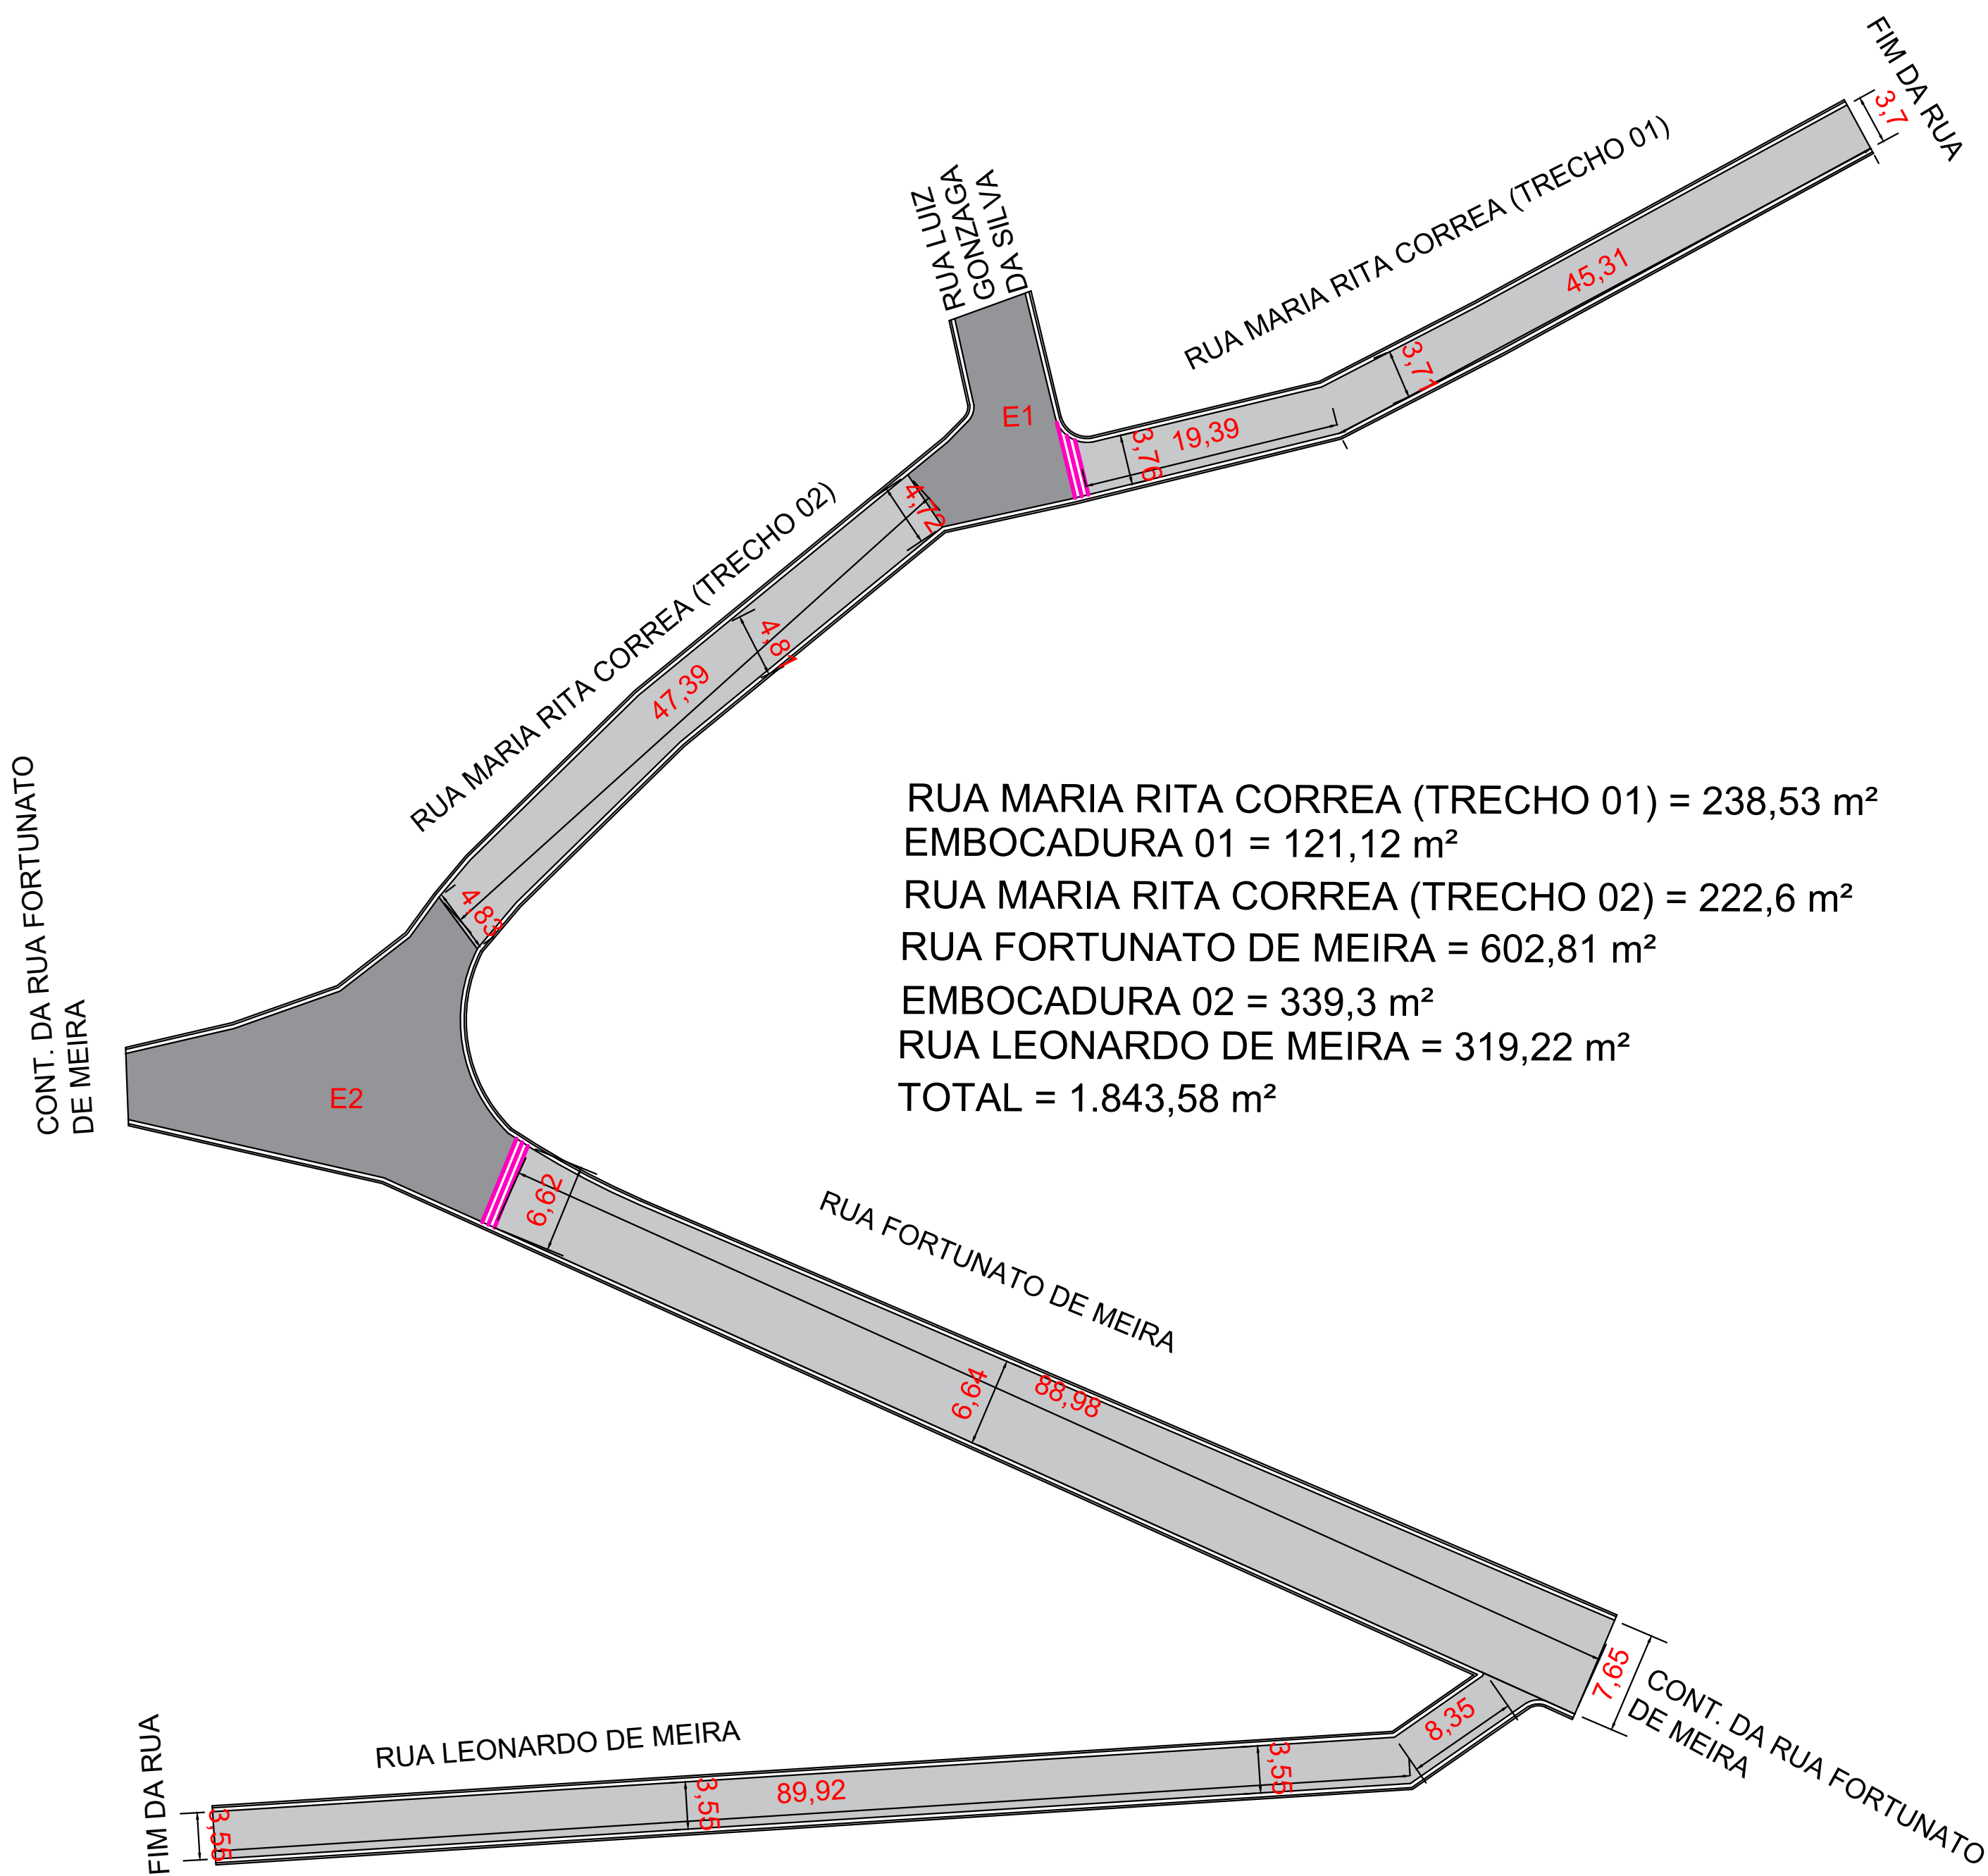 FIM DA RUA
3,7
RUA MARIA RITA CORREA (TRECHO 01)
45,31
3,71
RUA LUIZ
GONZAGA
DA SILVA
E1
19,39
3,76
4,72
RUA MARIA RITA CORREA (TRECHO 02)
47,39
4,83
CONT. DA RUA FORTUNATO
DE MEIRA
E2
RUA MARIA RITA CORREA (TRECHO 01) = 238,53 m²
EMBOCADURA 01 = 121,12 m²
RUA MARIA RITA CORREA (TRECHO 02) = 222,6 m²
RUA FORTUNATO DE MEIRA = 602,81 m²
EMBOCADURA 02 = 339,3 m²
RUA LEONARDO DE MEIRA = 319,22 m²
TOTAL = 1.843,58 m²
6,62
RUA FORTUNATO DE MEIRA
6,64
88,98
7,65
CONT. DA RUA FORTUNATO
DE MEIRA
8,35
RUA LEONARDO DE MEIRA
3,55
89,92
3,55
3,55
FIM DA RUA